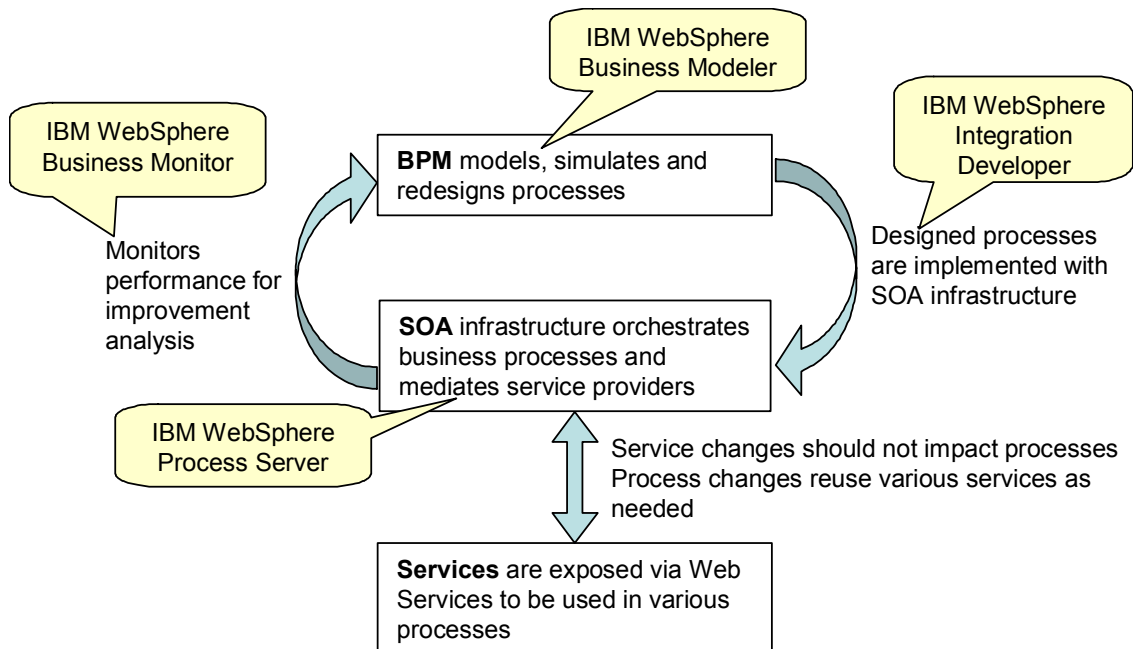 IBM WebSphere
Business Modeler
IBM WebSphere
Business Monitor
IBM WebSphere
Integration
Developer
BPM models, simulates and
redesigns processes
Monitors
performance for
improvement
analysis
Designed processes
are implemented with
SOA infrastructure
SOA infrastructure orchestrates
business processes and
mediates service providers
IBM WebSphere
Process Server
Service changes should not impact processes
Process changes reuse various services as
needed
Services are exposed via Web
Services to be used in various
processes